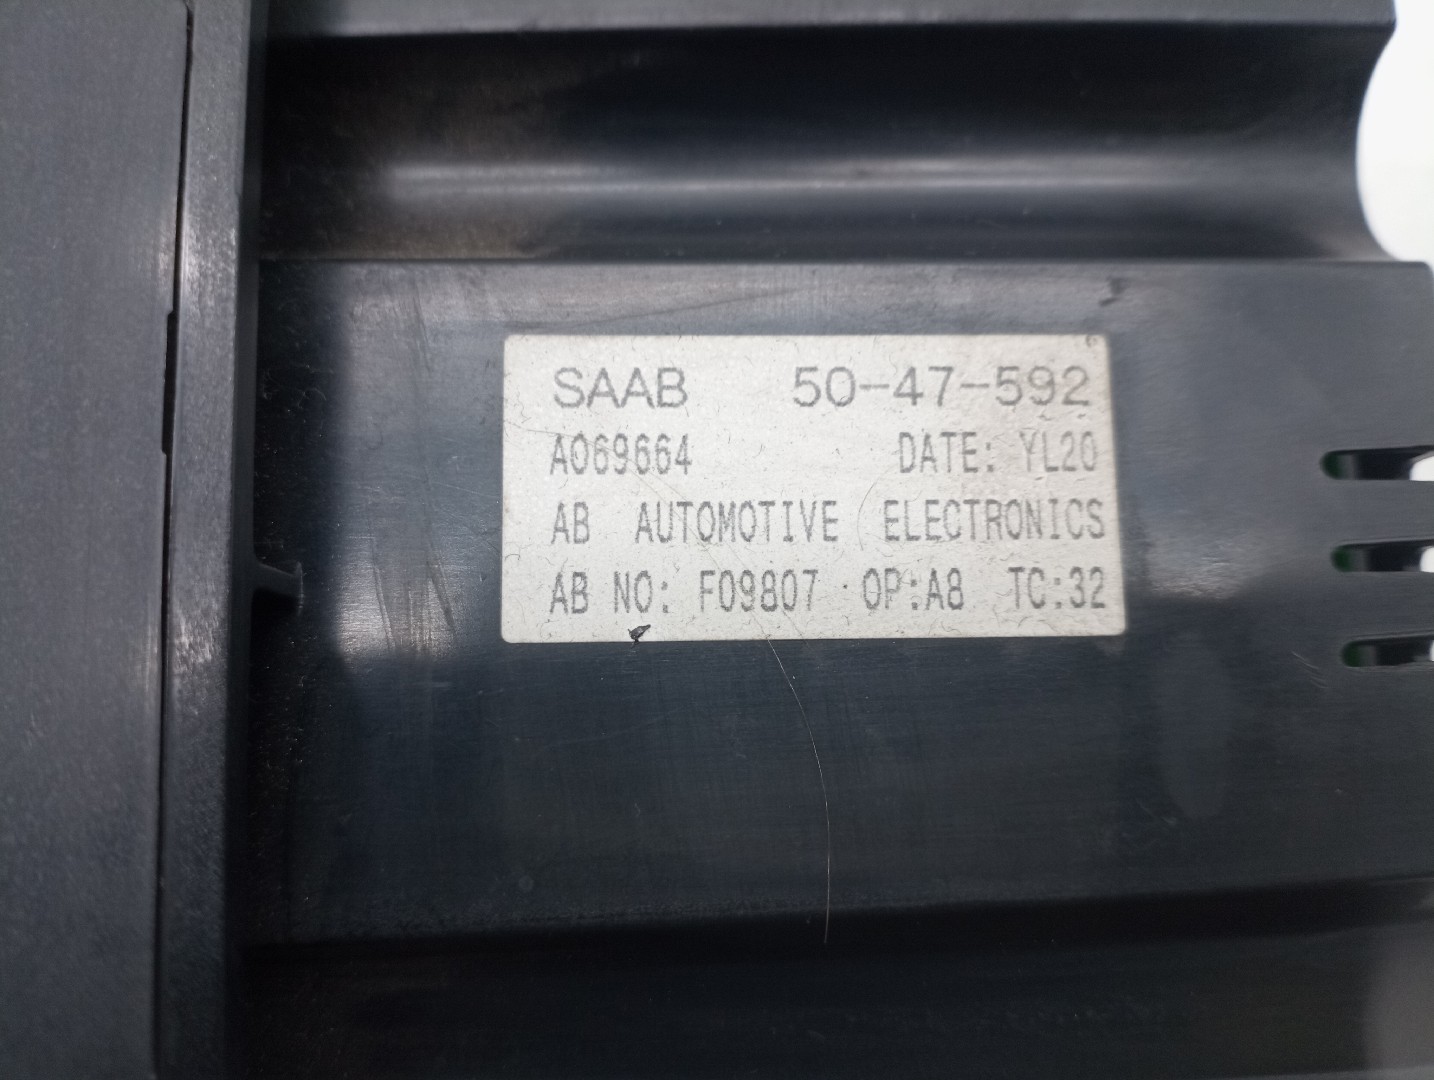 SAAB 50-47-592
A069664 DATE: YL20
AB AUTOMOTIVE ELECTRONICS
AB NO: F09807 OP:A8 TC:32